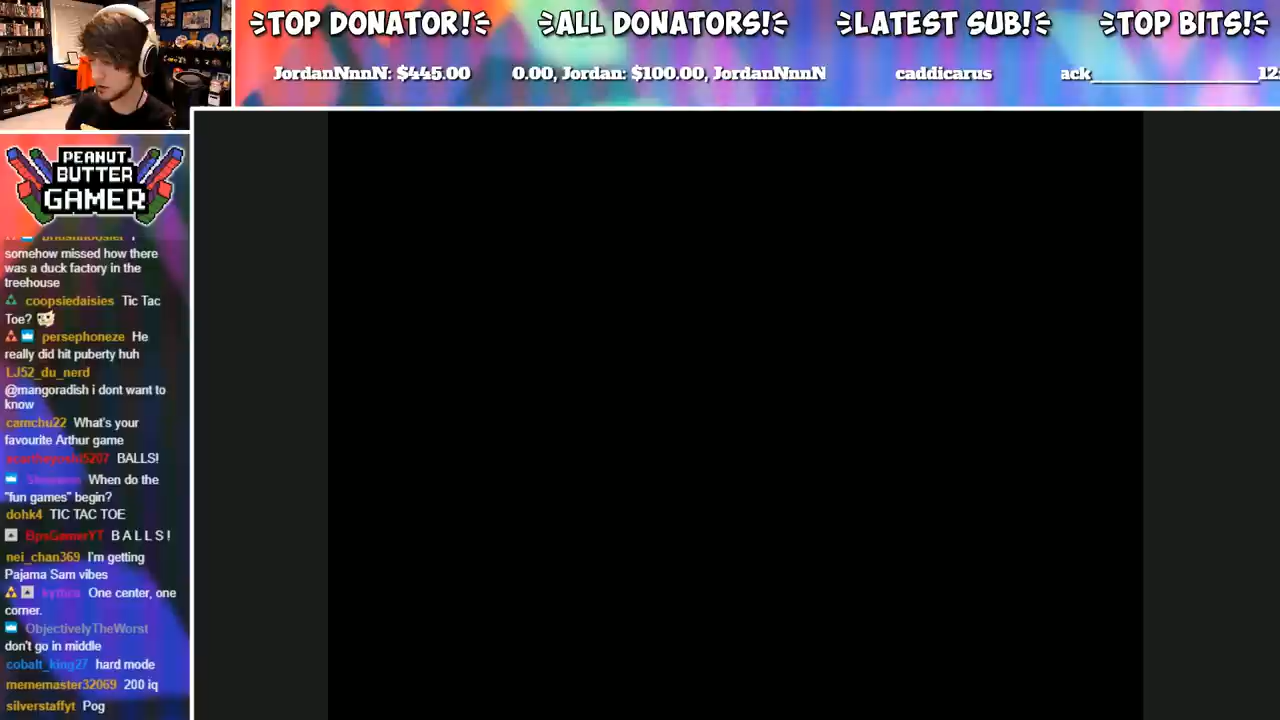 TOP DONATOR!
ALL DONATORS!
LATEST SUB!
TOP BITS!
JordanNnnN: $445.00
0.00, Jordan: $100.00, JordanNnnN
caddicarus
PEANUT
BUTTER
GAMER
somehow missed how there
was a duck factory in the
treehouse
coopsiedaisies Tic Tac
Toe?
persephoneze He
really did hit puberty huh
LJ52_du_nerd
@mangoradish i dont want to
know
camchu22 What's your
favourite Arthur game
BALLS!
When do the
"fun games" begin?
dohk4 TIC TAC TOE
BpsGamerYT B A L L S !
nei_chan369 I'm getting
Pajama Sam vibes
One center, one
corner.
ObjectivelyTheWorst
don't go in middle
cobalt_king27 hard mode
mememaster32069 200 iq
silverstaffyt Pog